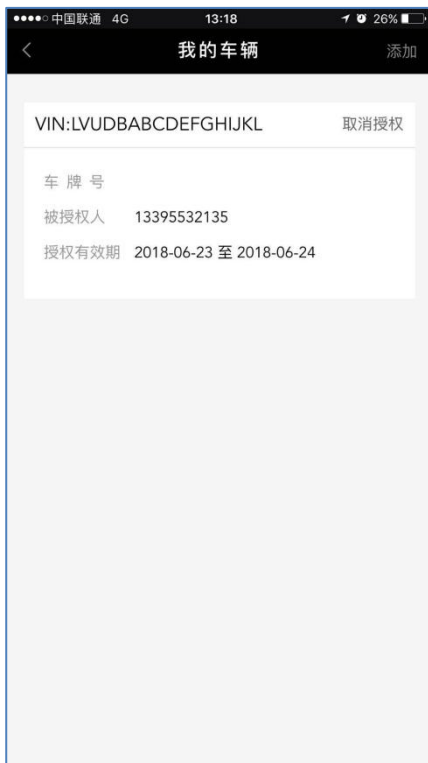 中国联通 4G 13:18 26%
我的车辆 添加
VIN:LVUDBABCDEFGHIJKL 取消授权
车 牌 号
被授权人 13395532135
授权有效期 2018-06-23 至 2018-06-24